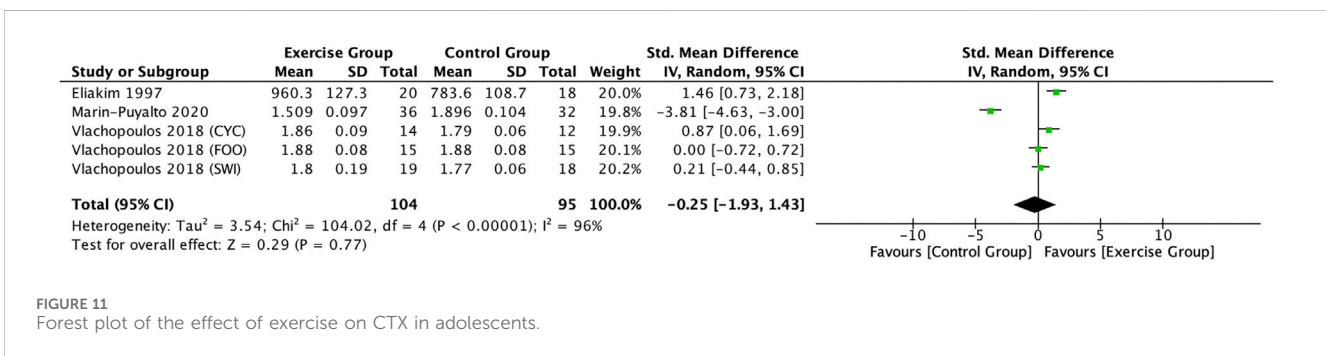 Exercise Group Control Group Std. Mean Difference Std. Mean Difference
Study or Subgroup Mean SD Total Mean SD Total Weight IV, Random, 95% CI IV, Random, 95% CI
Eliakim 1997 960.3 127.3 20 783.6 108.7 18 20.0% 1.46 [0.73, 2.18]
Marin-Puyalto 2020 1.509 0.097 36 1.896 0.104 32 19.8% -3.81 [-4.63, -3.00]
Vlachopoulos 2018 (CYC) 1.86 0.09 14 1.79 0.06 12 19.9% 0.87 [0.06, 1.69]
Vlachopoulos 2018 (FOO) 1.88 0.08 15 1.88 0.08 15 20.1% 0.00 [-0.72, 0.72]
Vlachopoulos 2018 (SWI) 1.8 0.19 19 1.77 0.06 18 20.2% 0.21 [-0.44, 0.85]
Total (95% CI) 104 95 100.0% -0.25 [-1.93, 1.43]
Heterogeneity: Tau² = 3.54; Chi² = 104.02, df = 4 (P < 0.00001); I² = 96%
Test for overall effect: Z = 0.29 (P = 0.77)
-10 -5 0 5 10
Favours [Control Group] Favours [Exercise Group]
FIGURE 11
Forest plot of the effect of exercise on CTX in adolescents.